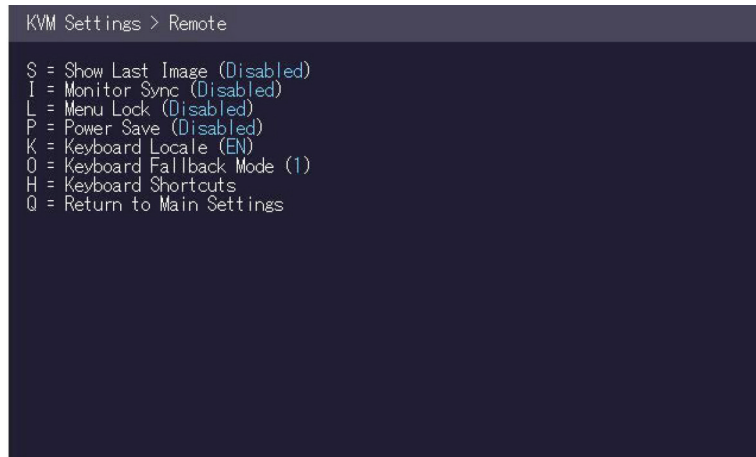 KVM Settings > Remote
S = Show Last Image (Disabled)
I = Monitor Sync (Disabled)
L = Menu Lock (Disabled)
P = Power Save (Disabled)
K = Keyboard Locale (EN)
O = Keyboard Fallback Mode (1)
H = Keyboard Shortcuts
Q = Return to Main Settings